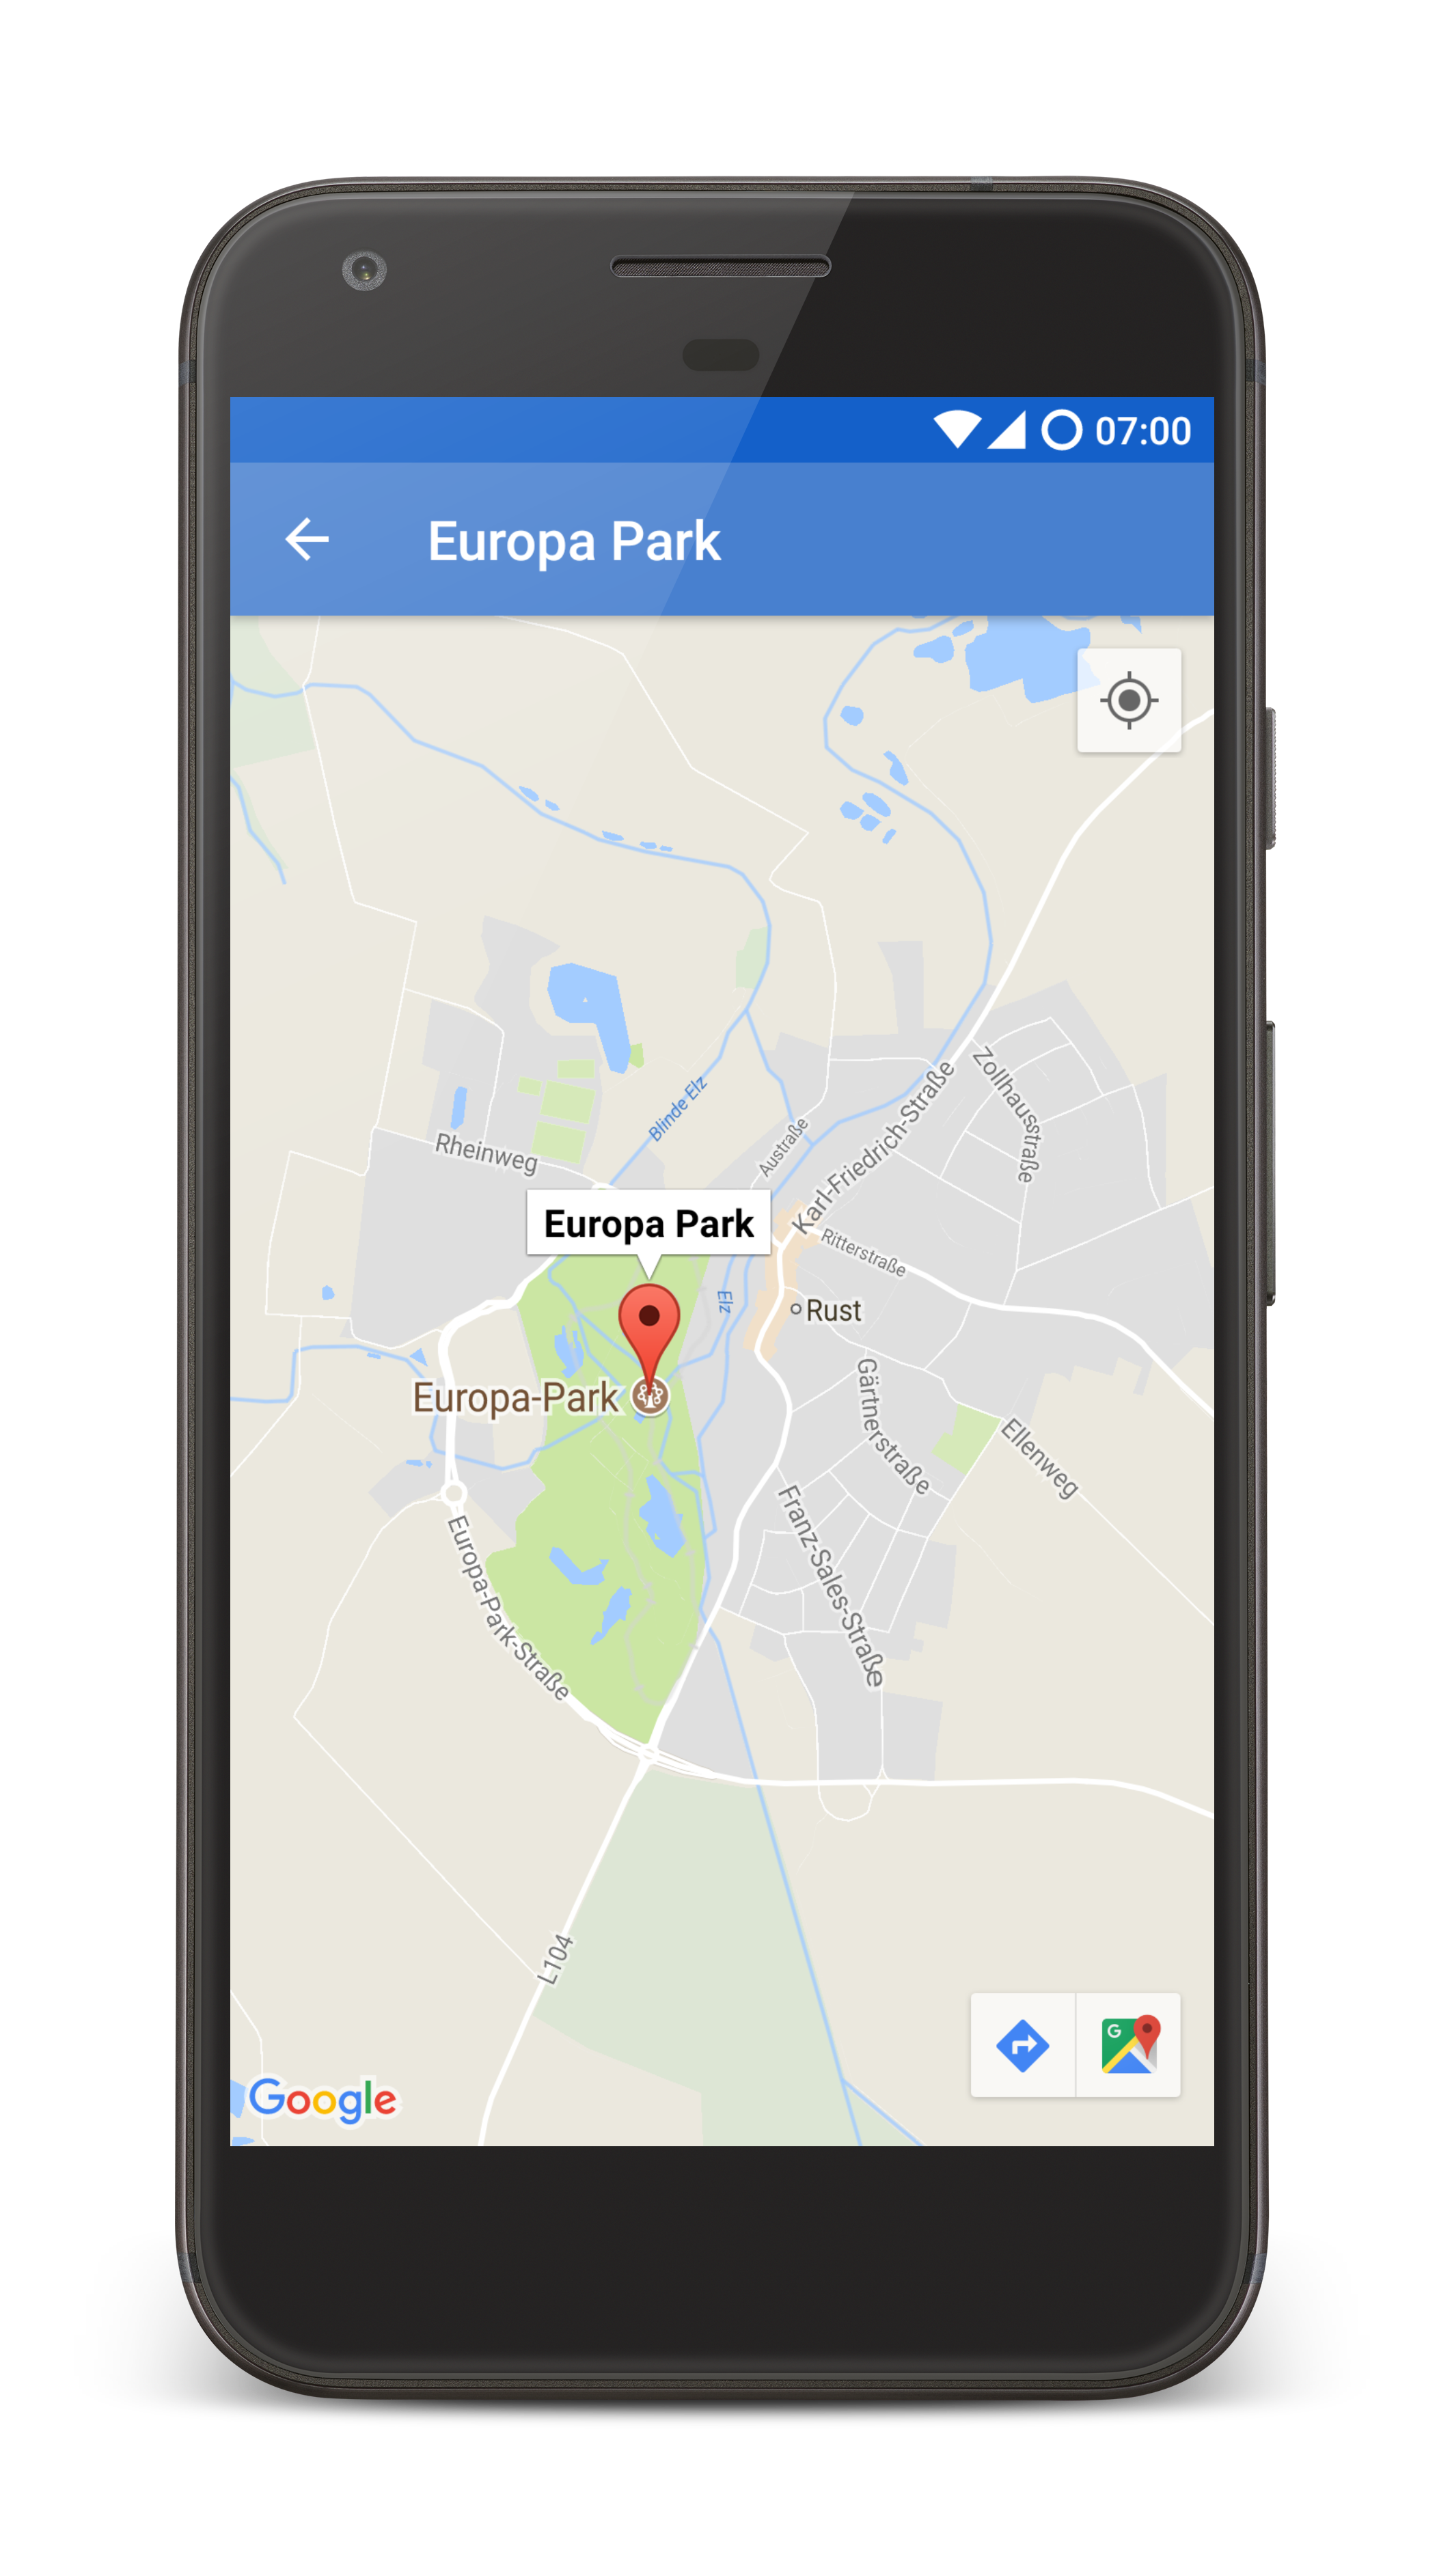 07:00
Europa Park
Zollhausstraße
Karl-Friedrich-Straße
Blinde Elz
Austraße
Rheinweg
Europa Park
Ritterstraße
Elz
Rust
Europa-Park
Gärtnerstraße
Ellenweg
Franz-Sales-Straße
Europa-Park-Straße
L104
G
Google